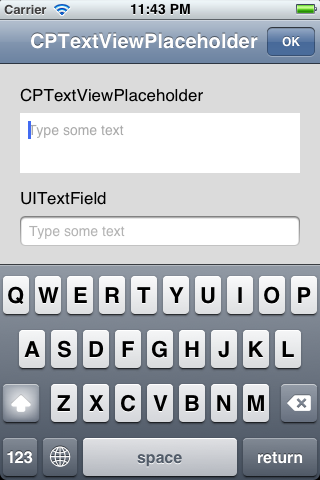 Carrier 11:43 PM
CPTextViewPlaceholder OK
CPTextViewPlaceholder
Type some text
UITextField
Type some text
Q W E R T Y U I O P
A S D F G H J K L
Z X C V B N M
123 space return